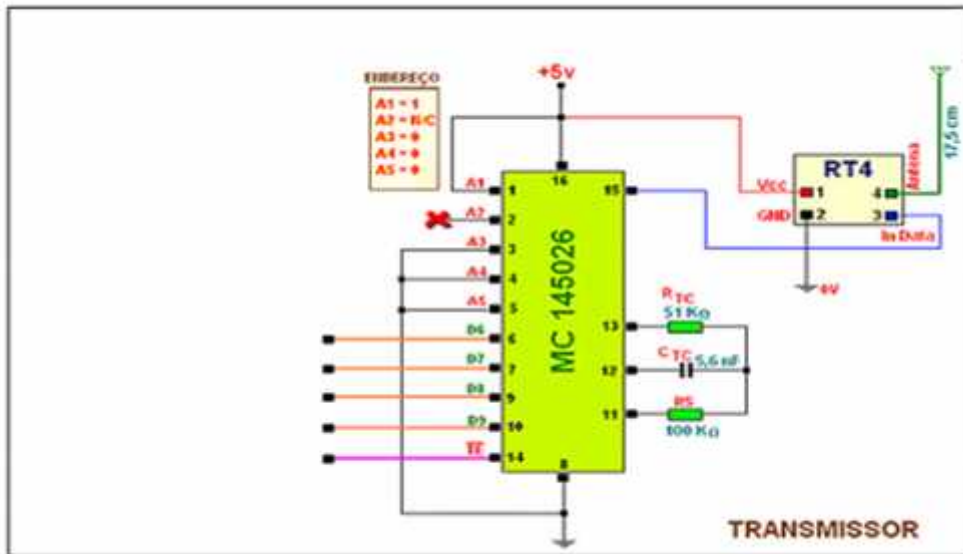 ENDEREÇO
A1 = 1
A2 = N/C
A3 = 0
A4 = 0
A5 = 0
+5v
16
A1
1
A2
2
A3
3
A4
4
A5
5
D6
6
D7
7
D8
9
D9
10
TE
14
8
MC 145026
15
13
12
11
RTC
51 KΩ
CTC
5,6 nF
RS
100 KΩ
RT4
Vcc
1
GND
2
4
3
Antena
17,5 cm
In Data
0V
TRANSMISSOR